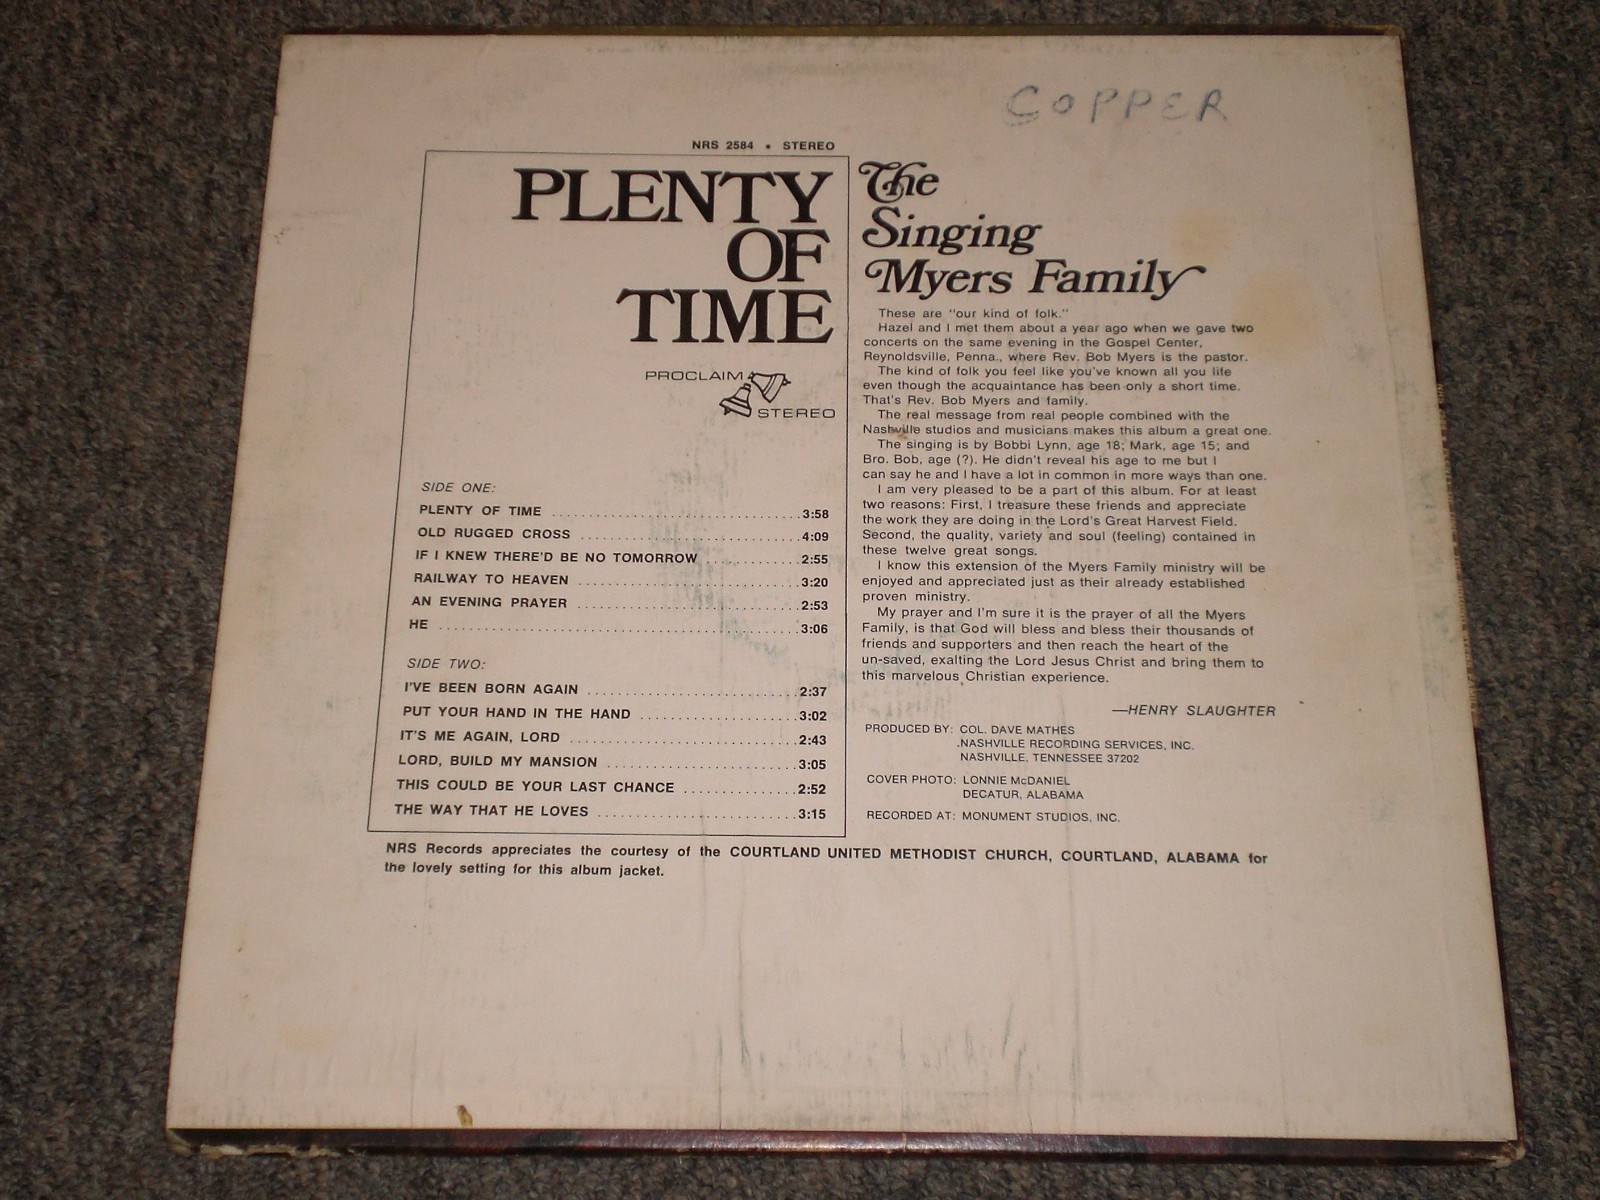 COPPER
NRS 2584 • STEREO
PLENTY
OF
TIME
PROCLAIM
STEREO
SIDE ONE:
PLENTY OF TIME 3:58
OLD RUGGED CROSS 4:09
IF I KNEW THERE'D BE NO TOMORROW 2:55
RAILWAY TO HEAVEN 3:20
AN EVENING PRAYER 2:53
HE 3:06
SIDE TWO:
I'VE BEEN BORN AGAIN 2:37
PUT YOUR HAND IN THE HAND 3:02
IT'S ME AGAIN, LORD 2:43
LORD, BUILD MY MANSION 3:05
THIS COULD BE YOUR LAST CHANCE 2:52
THE WAY THAT HE LOVES 3:15
The
Singing
Myers Family
These are "our kind of folk."
Hazel and I met them about a year ago when we gave two
concerts on the same evening in the Gospel Center,
Reynoldsville, Penna., where Rev. Bob Myers is the pastor.
The kind of folk you feel like you've known all you life
even though the acquaintance has been only a short time.
That's Rev. Bob Myers and family.
The real message from real people combined with the
Nashville studios and musicians makes this album a great one.
The singing is by Bobbi Lynn, age 18; Mark, age 15; and
Bro. Bob, age (?). He didn't reveal his age to me but I
can say he and I have a lot in common in more ways than one.
I am very pleased to be a part of this album. For at least
two reasons: First, I treasure these friends and appreciate
the work they are doing in the Lord's Great Harvest Field.
Second, the quality, variety and soul (feeling) contained in
these twelve great songs.
I know this extension of the Myers Family ministry will be
enjoyed and appreciated just as their already established
proven ministry.
My prayer and I'm sure it is the prayer of all the Myers
Family, is that God will bless and bless their thousands of
friends and supporters and then reach the heart of the
un-saved, exalting the Lord Jesus Christ and bring them to
this marvelous Christian experience.
—HENRY SLAUGHTER
PRODUCED BY: COL. DAVE MATHES
NASHVILLE RECORDING SERVICES, INC.
NASHVILLE, TENNESSEE 37202
COVER PHOTO: LONNIE McDANIEL
DECATUR, ALABAMA
RECORDED AT: MONUMENT STUDIOS, INC.
NRS Records appreciates the courtesy of the COURTLAND UNITED METHODIST CHURCH, COURTLAND, ALABAMA for
the lovely setting for this album jacket.